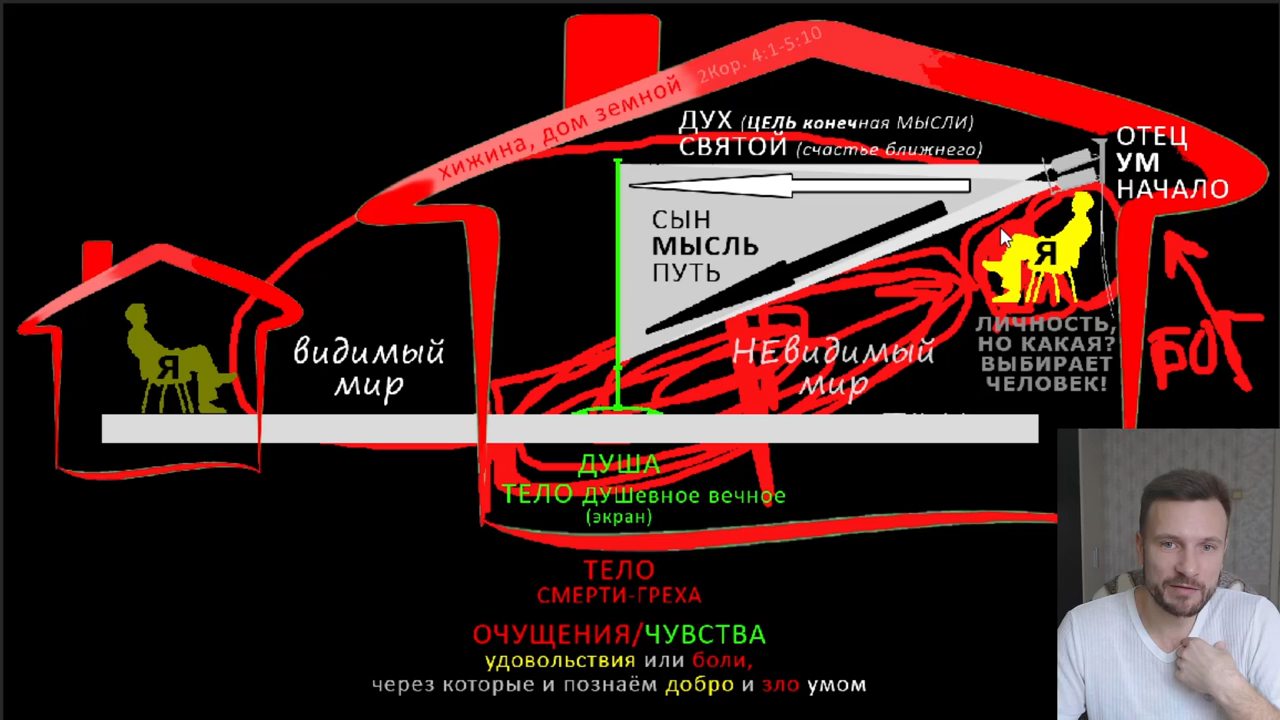 хижина, дом земной 2Кор. 4:1-5:10
ДУХ (ЦЕЛЬ конечная МЫСЛИ)
СВЯТОЙ (счастье ближнего)
ОТЕЦ
УМ
НАЧАЛО
СЫН
МЫСЛЬ
ПУТЬ
Я
Я
БОГ
ЛИЧНОСТЬ,
НО КАКАЯ?
ВЫБИРАЕТ
ЧЕЛОВЕК!
видимый
мир
НЕвидимый
мир
ДУША
ТЕЛО ДУШевное вечное
(экран)
ТЕЛО
СМЕРТИ-ГРЕХА
ОЧУЩЕНИЯ/ЧУВСТВА
удовольствия или боли,
через которые и познаём добро и зло умом